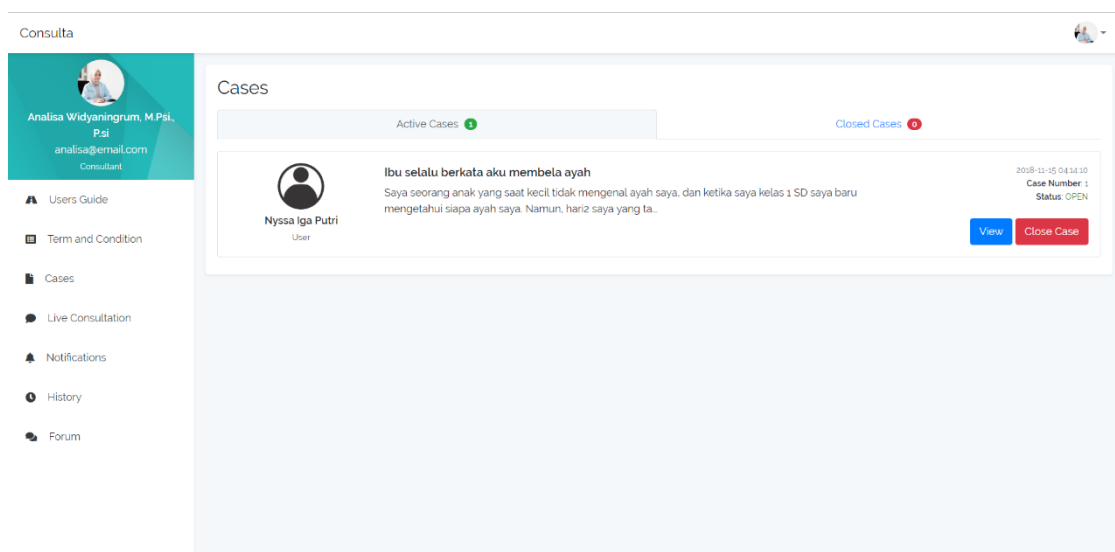 Consulta
Analisa Widyaningrum, M.Psi.,
P.si
analisa@email.com
Consultant
Users Guide
Term and Condition
Cases
Live Consultation
Notifications
History
Forum
Cases
Active Cases 1
Closed Cases 0
Nyssa Iga Putri
User
Ibu selalu berkata aku membela ayah
Saya seorang anak yang saat kecil tidak mengenal ayah saya, dan ketika saya kelas 1 SD saya baru
mengetahui siapa ayah saya. Namun, hari2 saya yang ta...
2018-11-15 04:14:10
Case Number: 1
Status: OPEN
View
Close Case